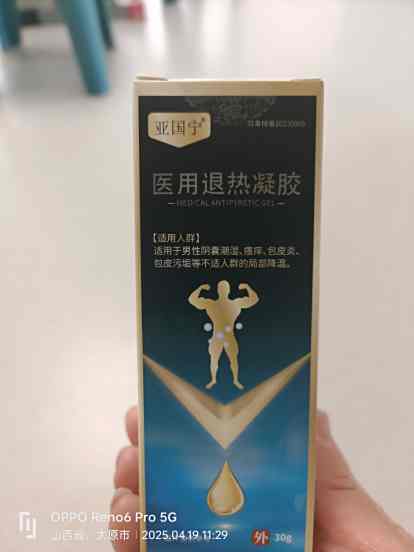 亚国宁®
医用退热凝胶
MEDICAL ANTIPYRETIC GEL
【适用人群】
适用于男性阴囊潮湿、瘙痒、包皮炎、
包皮污垢等不适人群的局部降温。
外 30g
OPPO Reno6 Pro 5G
山西省，太原市 2025.04.19 11:29